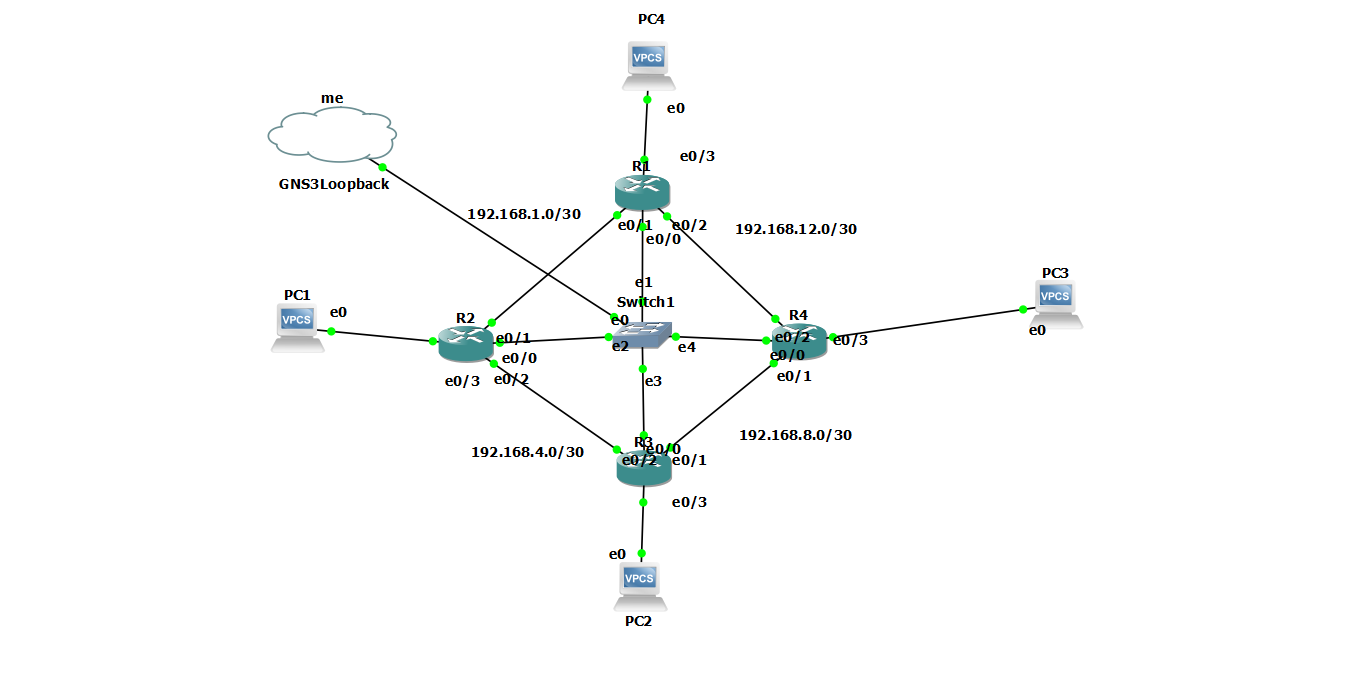 PC4
VPCS
e0
me
GNS3Loopback
e0/3
R1
192.168.1.0/30
e0/1
e0/2
e0/0
192.168.12.0/30
e1
Switch1
PC1
VPCS
e0
R2
e0/1
e0/0
e0/3
e0/2
e0
e2
e4
e3
R4
e0/2
e0/3
e0/0
e0/1
PC3
VPCS
e0
192.168.4.0/30
192.168.8.0/30
R3
e0/0
e0/2
e0/1
e0/3
e0
VPCS
PC2